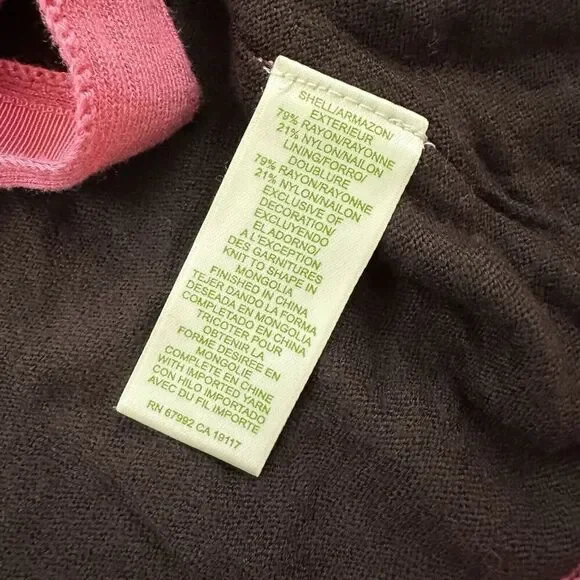 SHELL/ARMAZON/
EXTERIEUR
79% RAYON/RAYONNE
21% NYLON/NAILON
LINING/FORRO/
DOUBLURE
79% RAYON/RAYONNE
21% NYLON/NAILON
EXCLUSIVE OF
DECORATION/
EXCLUYENDO
EL ADORNO/
A L'EXCEPTION
DES GARNITURES
KNIT TO SHAPE IN
MONGOLIA
FINISHED IN CHINA
TEJER DANDO LA FORMA
DESEADA EN MONGOLIA
COMPLETADO EN CHINA
TRICOTER POUR
OBTENIR LA
FORME DESIREE EN
MONGOLIE
COMPLETE EN CHINE
WITH IMPORTED YARN
CON HILO IMPORTADO
AVEC DU FIL IMPORTE
RN 67992 CA 19117